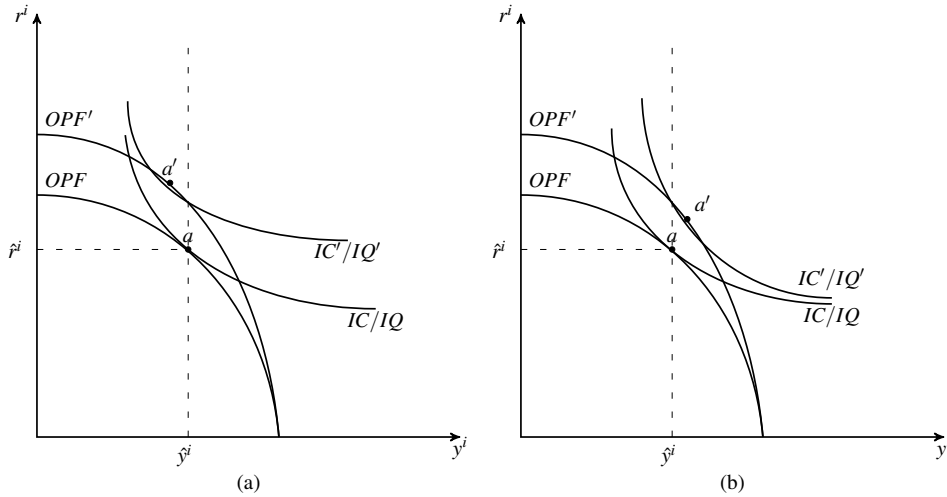 r^i
OPF′
a′
OPF
a
r̂^i
IC′/IQ′
IC/IQ
ŷ^i
y^i
(a)
r^i
OPF′
OPF
a′
a
r̂^i
IC′/IQ′
IC/IQ
ŷ^i
y
(b)